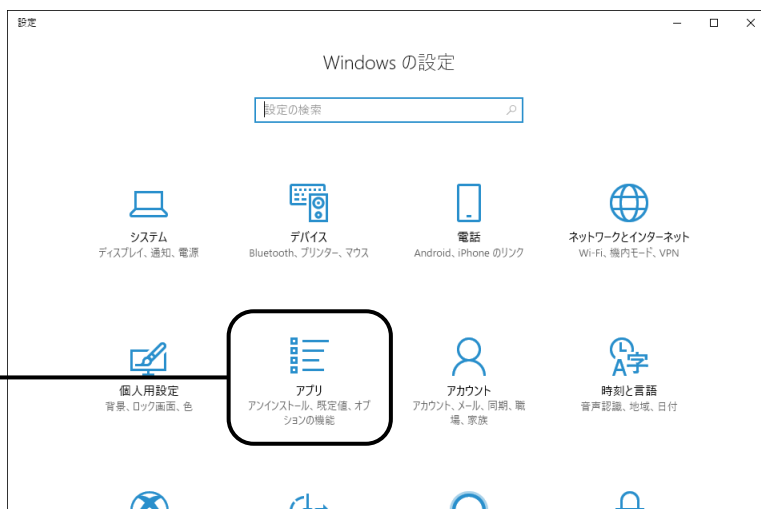 設定
Windows の設定
設定の検索
システム
ディスプレイ、通知、電源
デバイス
Bluetooth、プリンター、マウス
電話
Android、iPhone のリンク
ネットワークとインターネット
Wi-Fi、機内モード、VPN
個人用設定
背景、ロック画面、色
アプリ
アンインストール、既定値、オプ
ションの機能
アカウント
アカウント、メール、同期、職
場、家族
時刻と言語
音声認識、地域、日付